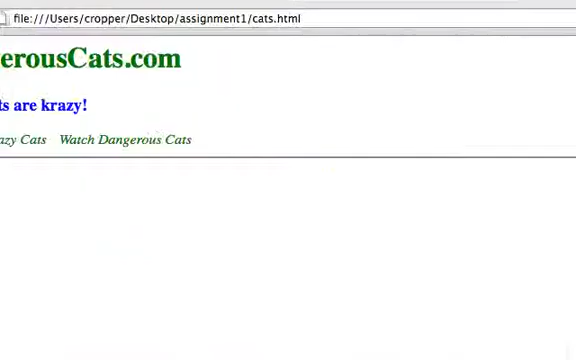 file:///Users/cropper/Desktop/assignment1/cats.html
erousCats.com
ts are krazy!
azy Cats Watch Dangerous Cats